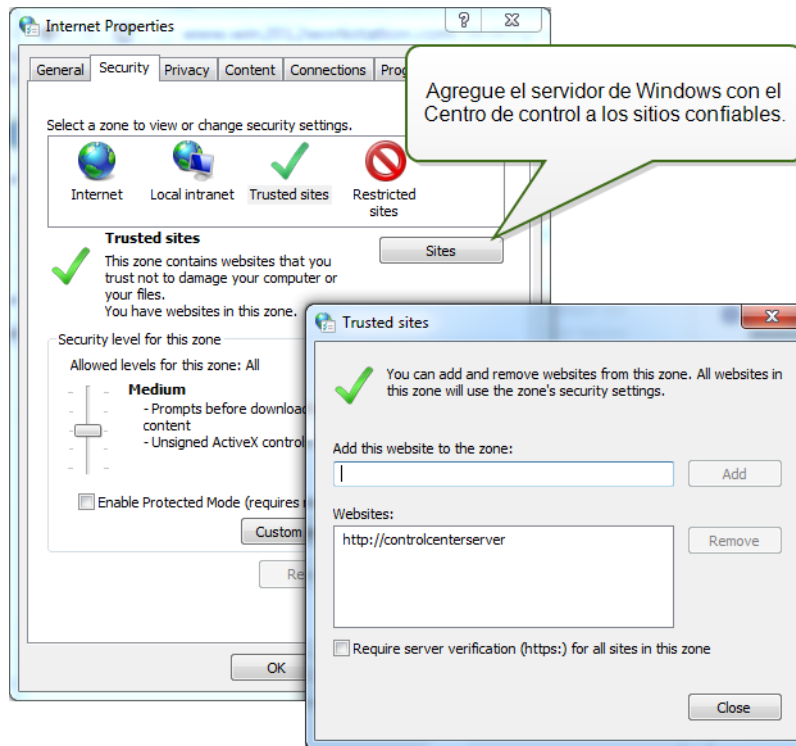 Internet Properties
General Security Privacy Content Connections
Agregue el servidor de Windows con el
Centro de control a los sitios confiables.
Select a zone to view or change security settings.
Internet
Local intranet
Trusted sites
Restricted
sites
Trusted sites
This zone contains websites that you
trust not to damage your computer or
your files.
You have websites in this zone.
Sites
Security level for this zone
Allowed levels for this zone: All
Medium
- Prompts before
content
- Unsigned ActiveX
Enable Protected Mode (requires
Custom
OK
Trusted sites
You can add and remove websites from this zone. All websites in
this zone will use the zone's security settings.
Add this website to the zone:
Add
Websites:
http://controlcenterserver
Remove
Require server verification (https:) for all sites in this zone
Close